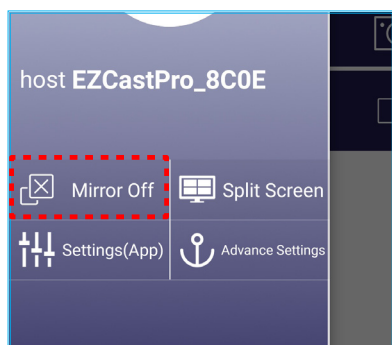 host EZCastPro_8C0E
Mirror Off
Split Screen
Settings(App)
Advance Settings